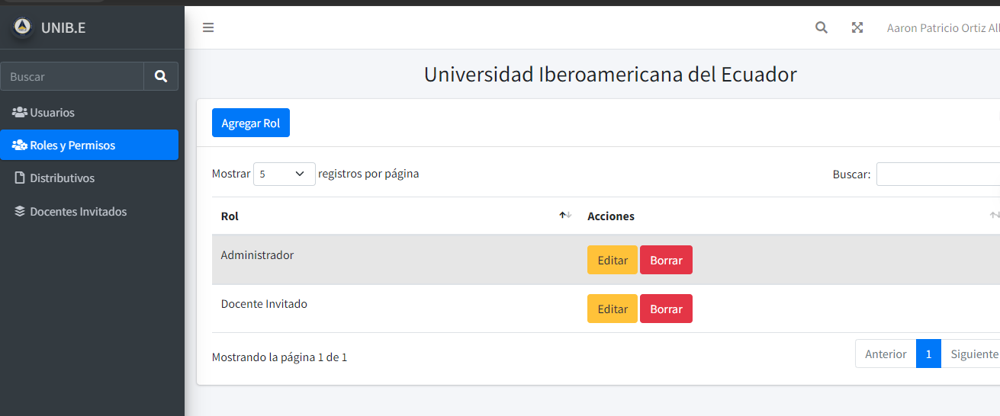 UNIB.E
Aaron Patricio Ortiz
Buscar
Usuarios
Roles y Permisos
Distributivos
Docentes Invitados
Universidad Iberoamericana del Ecuador
Agregar Rol
Mostrar 5 registros por página
Buscar:
Rol Acciones
Administrador Editar Borrar
Docente Invitado Editar Borrar
Mostrando la página 1 de 1
Anterior 1 Siguiente